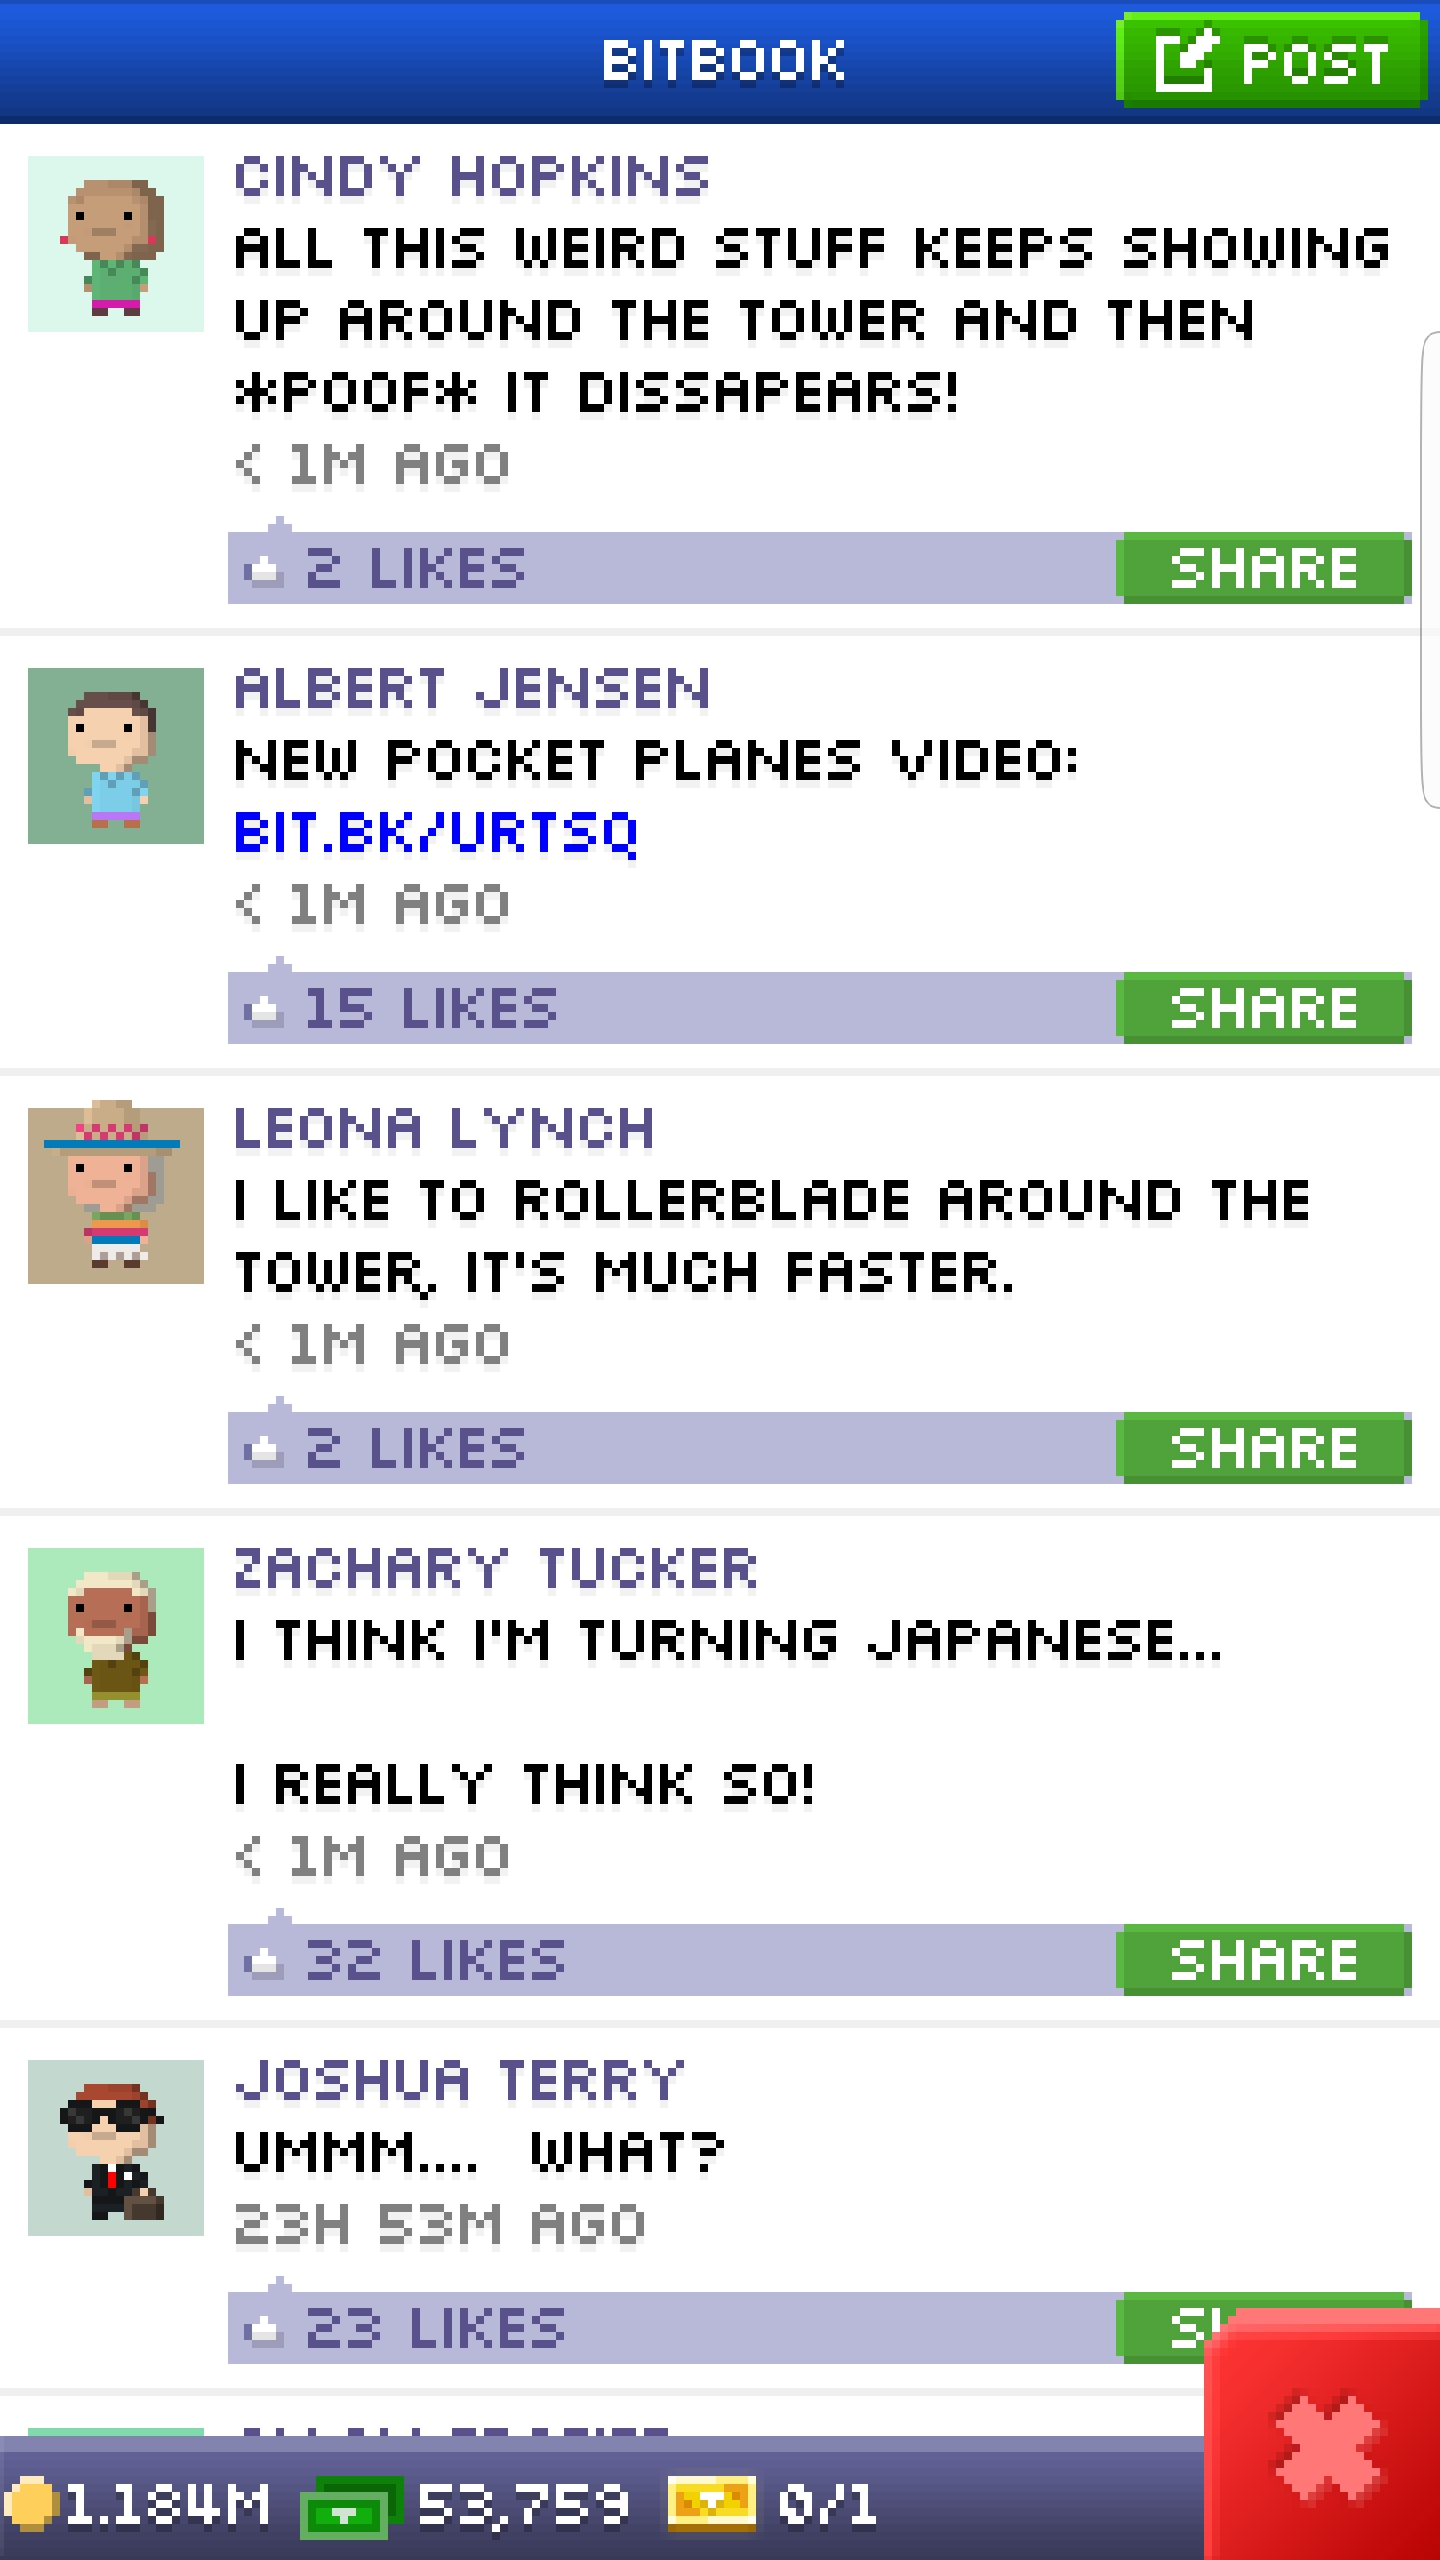 BITBOOK
POST
CINDY HOPKINS
ALL THIS WEIRD STUFF KEEPS SHOWING
UP AROUND THE TOWER AND THEN
*POOF* IT DISSAPEARS!
< 1M AGO
2 LIKES
SHARE
ALBERT JENSEN
NEW POCKET PLANES VIDEO:
BIT.BK/URTSQ
< 1M AGO
15 LIKES
SHARE
LEONA LYNCH
I LIKE TO ROLLERBLADE AROUND THE
TOWER, IT'S MUCH FASTER.
< 1M AGO
2 LIKES
SHARE
ZACHARY TUCKER
I THINK I'M TURNING JAPANESE...
I REALLY THINK SO!
< 1M AGO
32 LIKES
SHARE
JOSHUA TERRY
UMMM.... WHAT?
23H 53M AGO
23 LIKES
1.184M
53,759
0/1